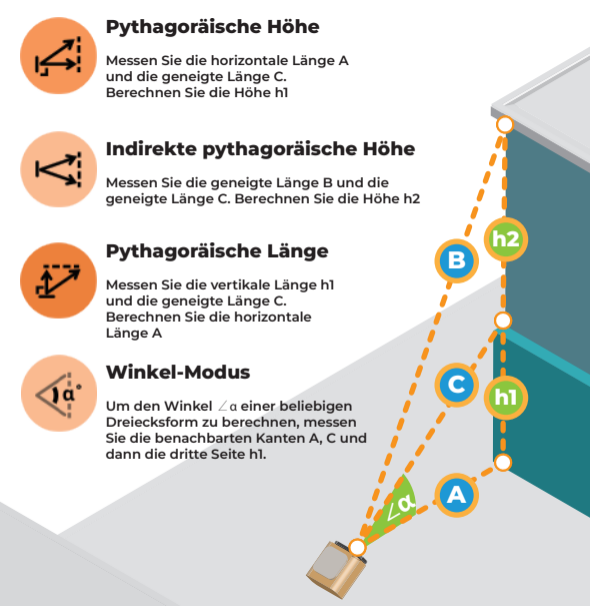 Pythagoräische Höhe
Messen Sie die horizontale Länge A
und die geneigte Länge C.
Berechnen Sie die Höhe h1
Indirekte pythagoräische Höhe
Messen Sie die geneigte Länge B und die
geneigte Länge C. Berechnen Sie die Höhe h2
Pythagoräische Länge
Messen Sie die vertikale Länge h1
und die geneigte Länge C.
Berechnen Sie die horizontale
Länge A
α°
Winkel-Modus
Um den Winkel ∠α einer beliebigen
Dreiecksform zu berechnen, messen
Sie die benachbarten Kanten A, C und
dann die dritte Seite h1.
h2
B
C
h1
A
∠α